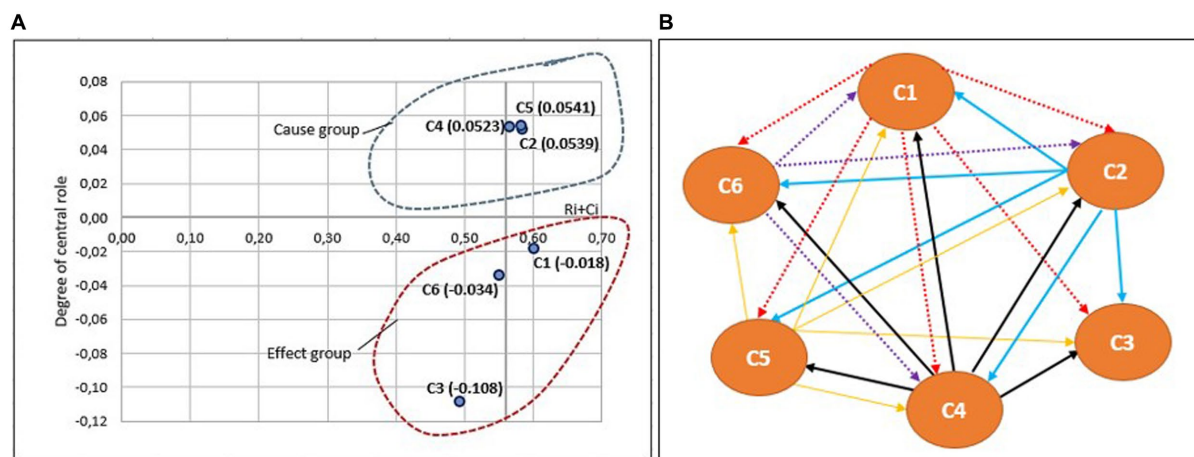 A
Degree of central role
0,08
0,06
0,04
0,02
0,00
-0,02
-0,04
-0,06
-0,08
-0,10
-0,12
0,00
0,10
0,20
0,30
0,40
0,50
0,60
0,70
Ri+Ci
Cause group
C5 (0.0541)
C4 (0.0523)
C2 (0.0539)
C1 (-0.018)
C6 (-0.034)
Effect group
C3 (-0.108)
B
C1
C6
C2
C5
C3
C4